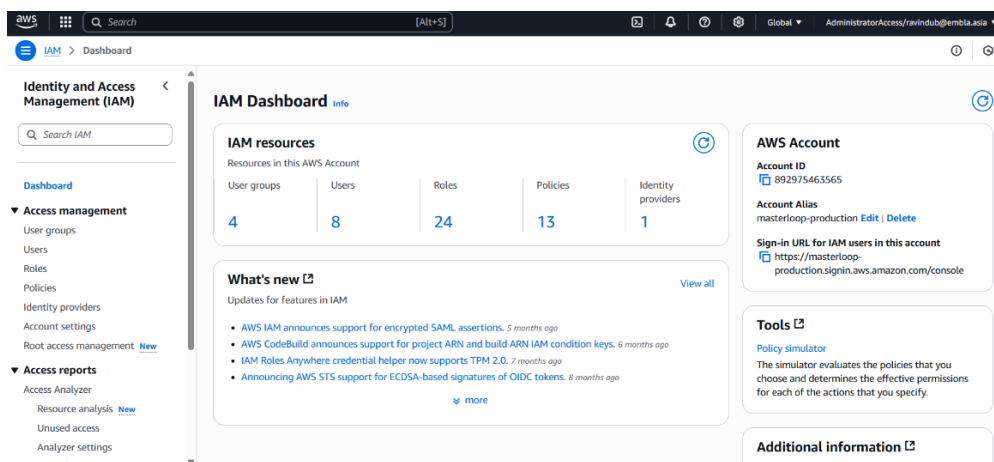 aws
Search
[Alt+S]
Global
AdministratorAccess/ravindub@embla.asia
IAM > Dashboard
Identity and Access
Management (IAM)
Search IAM
Dashboard
Access management
User groups
Users
Roles
Policies
Identity providers
Account settings
Root access management New
Access reports
Access Analyzer
Resource analysis New
Unused access
Analyzer settings
IAM Dashboard Info
IAM resources
Resources in this AWS Account
User groups
4
Users
8
Roles
24
Policies
13
Identity
providers
1
What's new
View all
Updates for features in IAM
AWS IAM announces support for encrypted SAML assertions. 5 months ago
AWS CodeBuild announces support for project ARN and build ARN IAM condition keys. 6 months ago
IAM Roles Anywhere credential helper now supports TPM 2.0. 7 months ago
Announcing AWS STS support for ECDSA-based signatures of OIDC tokens. 8 months ago
more
AWS Account
Account ID
892975463565
Account Alias
masterloop-production Edit | Delete
Sign-in URL for IAM users in this account
https://masterloop-
production.signin.aws.amazon.com/console
Tools
Policy simulator
The simulator evaluates the policies that you
choose and determines the effective permissions
for each of the actions that you specify.
Additional information